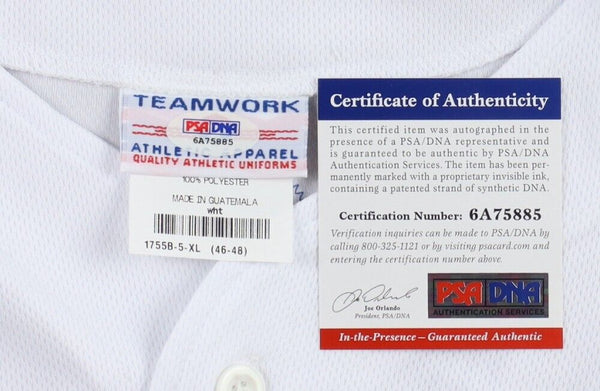 TEAMWORK
PSA DNA
6A75885
ATHLETIC APPAREL
QUALITY ATHLETIC UNIFORMS
100% POLYESTER
MADE IN GUATEMALA
wht
1755B-5-XL (46-48)
Certificate of Authenticity
This certified item was autographed in the
presence of a PSA/DNA representative and
is guaranteed to be authentic by PSA/DNA
Authentication Services. The item has been per-
manently marked with a proprietary invisible ink,
containing a patented strand of synthetic DNA.
Certification Number: 6A75885
Verification inquiries can be made to PSA/DNA by
calling 800-325-1121 or by visiting psacard.com and
entering the certification number above.
Joe Orlando
President, PSA/DNA
PSA DNA
AUTHENTICATION SERVICES
In-the-Presence—Guaranteed Authentic